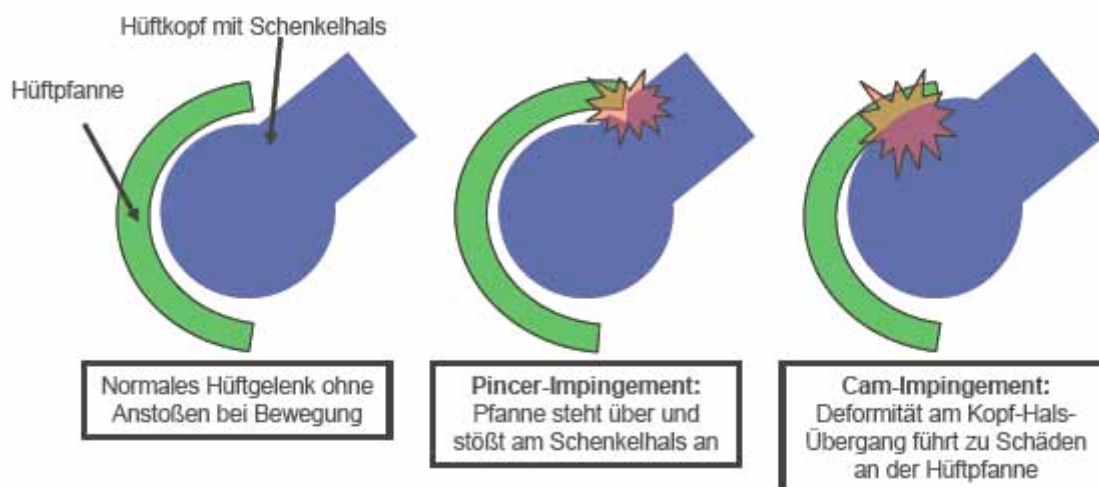 Hüftkopf mit Schenkelhals
Hüftpfanne
Normales Hüftgelenk ohne
Anstoßen bei Bewegung
Pincer-Impingement:
Pfanne steht über und
stößt am Schenkelhals an
Cam-Impingement:
Deformität am Kopf-Hals-
Übergang führt zu Schäden
an der Hüftpfanne